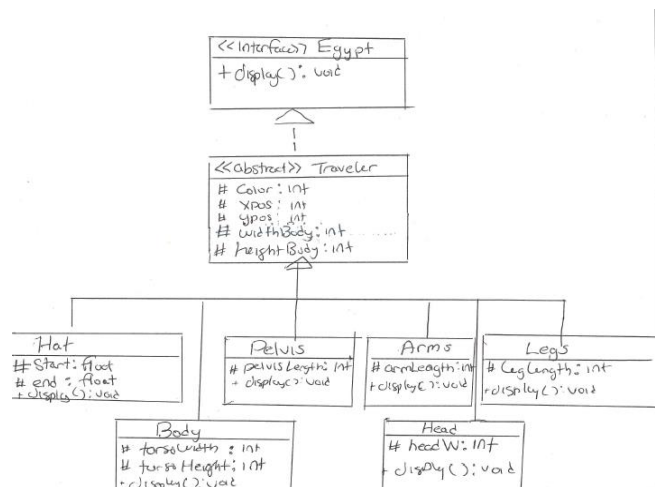 <<Interface>> Egypt
+ display(): void
<<abstract>> Traveler
# Color: int
# xpos: int
# ypos: int
# widthBody: int
# heightBody: int
Hat
# Start: float
# end: float
+ display(): void
Pelvis
# pelvisLength: int
+ display(): void
Arms
# armLength: int
+ display(): void
Legs
# legLength: int
+ display(): void
Body
# torsoWidth: int
# torsoHeight: int
+ display(): void
Head
# headW: int
+ display(): void